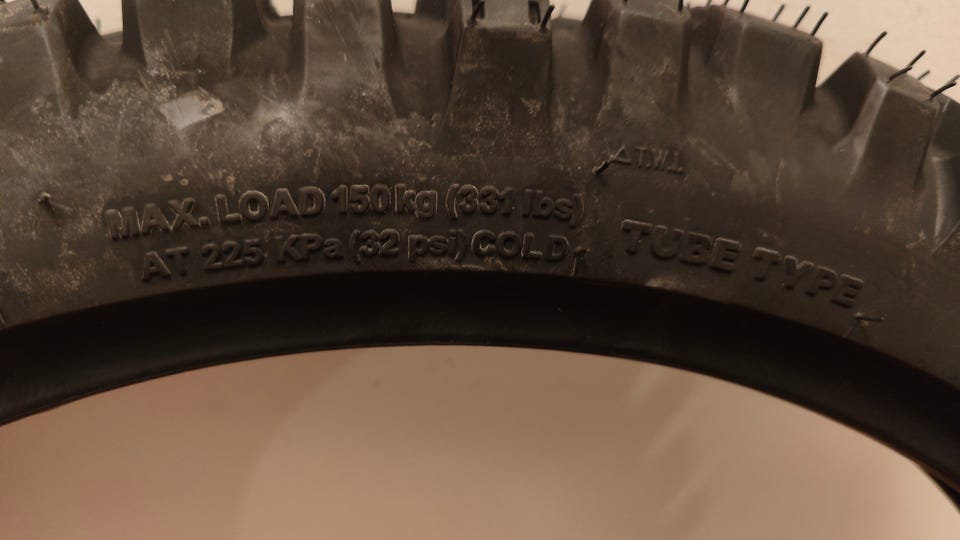 T.W.I.
MAX. LOAD 150kg (331 lbs)
AT 225 KPa (32 psi) COLD
TUBE TYPE